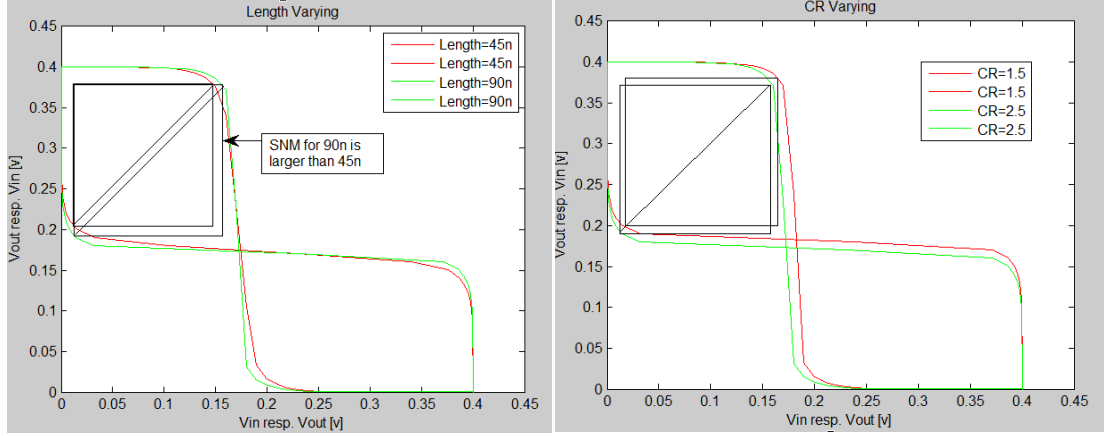 Length Varying
0.45
0.4
0.35
0.3
0.25
0.2
0.15
0.1
0.05
0
Vout resp. Vin [v]
Length=45n
Length=45n
Length=90n
Length=90n
SNM for 90n is
larger than 45n
0 0.05 0.1 0.15 0.2 0.25 0.3 0.35 0.4 0.45
Vin resp. Vout [v]
CR Varying
0.45
0.4
0.35
0.3
0.25
0.2
0.15
0.1
0.05
0
Vout resp. Vin [v]
CR=1.5
CR=1.5
CR=2.5
CR=2.5
0 0.05 0.1 0.15 0.2 0.25 0.3 0.35 0.4 0.45
Vin resp. Vout [v]